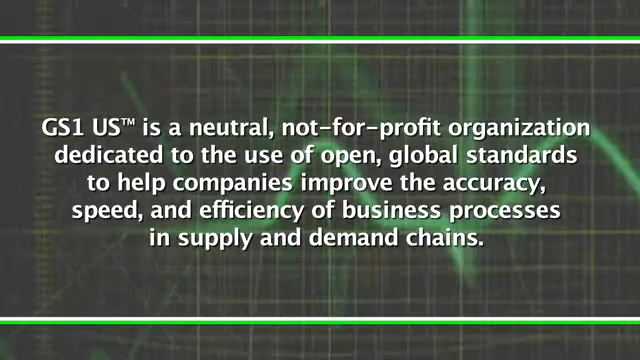 GS1 US™ is a neutral, not-for-profit organization
dedicated to the use of open, global standards
to help companies improve the accuracy,
speed, and efficiency of business processes
in supply and demand chains.